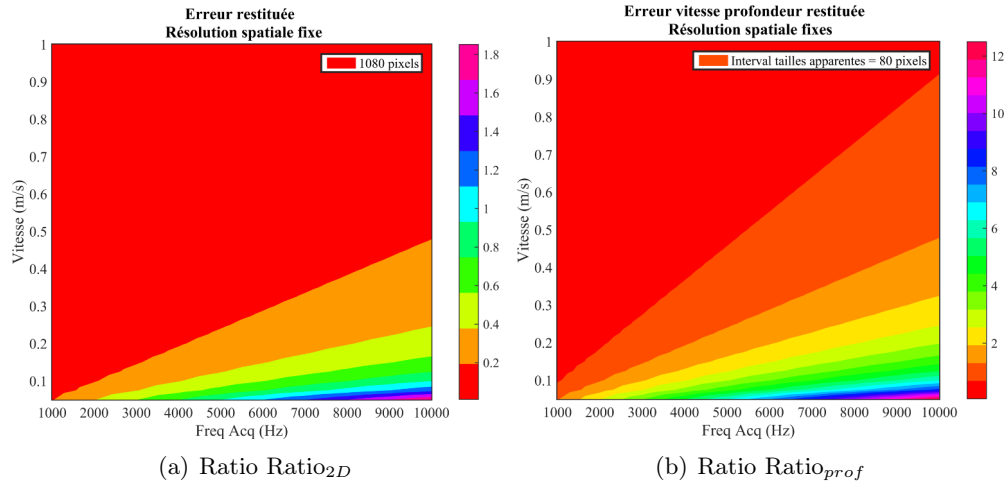 Erreur restituée
Résolution spatiale fixe
1080 pixels
Vitesse (m/s)
1
0.9
0.8
0.7
0.6
0.5
0.4
0.3
0.2
0.1
1000 2000 3000 4000 5000 6000 7000 8000 9000 10000
Freq Acq (Hz)
1.8
1.6
1.4
1.2
1
0.8
0.6
0.4
0.2
(a) Ratio Ratio2D
Erreur vitesse profondeur restituée
Résolution spatiale fixes
Interval tailles apparentes = 80 pixels
Vitesse (m/s)
1
0.9
0.8
0.7
0.6
0.5
0.4
0.3
0.2
0.1
1000 2000 3000 4000 5000 6000 7000 8000 9000 10000
Freq Acq (Hz)
12
10
8
6
4
2
(b) Ratio Ratioprof